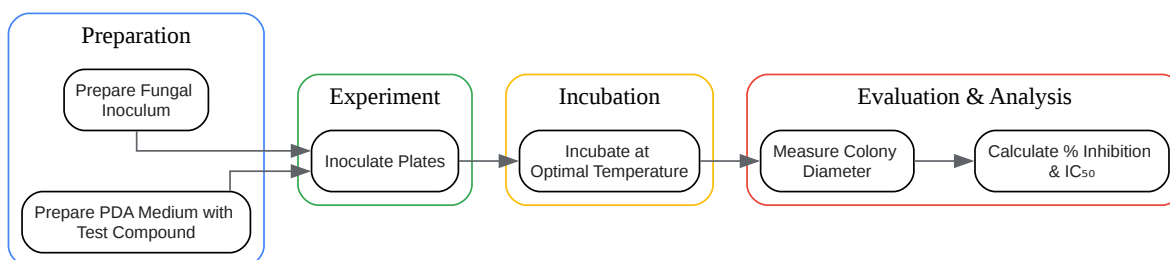 Preparation
Prepare Fungal
Inoculum
Prepare PDA Medium with
Test Compound
Experiment
Inoculate Plates
Incubation
Incubate at
Optimal Temperature
Evaluation & Analysis
Measure Colony
Diameter
Calculate % Inhibition
& IC₅₀